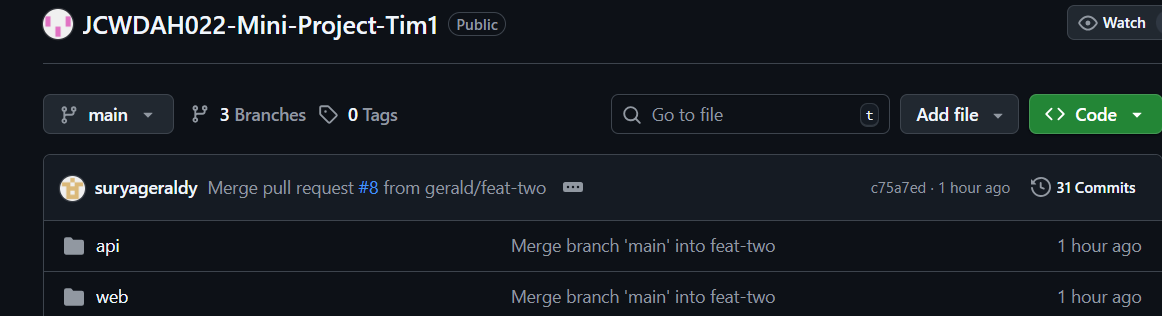 JCWDAH022-Mini-Project-Tim1 Public Watch
main 3 Branches 0 Tags Go to file t Add file Code
suryageraldy Merge pull request #8 from gerald/feat-two c75a7ed · 1 hour ago 31 Commits
api Merge branch 'main' into feat-two 1 hour ago
web Merge branch 'main' into feat-two 1 hour ago